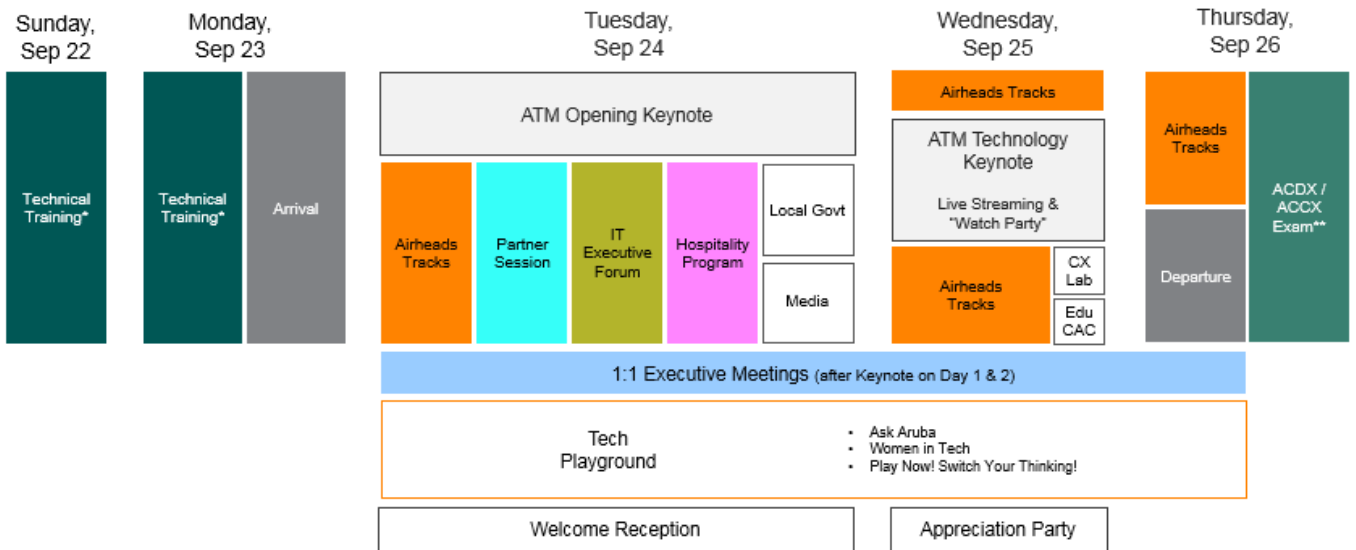 Sunday,
Sep 22
Monday,
Sep 23
Tuesday,
Sep 24
Wednesday,
Sep 25
Thursday,
Sep 26
Technical
Training*
Technical
Training*
Arrival
ATM Opening Keynote
Airheads
Tracks
Partner
Session
IT
Executive
Forum
Hospitality
Program
Local Govt
Media
Airheads Tracks
ATM Technology
Keynote
Live Streaming &
"Watch Party"
Airheads
Tracks
CX
Lab
Edu
CAC
Airheads
Tracks
Departure
ACDX /
ACCX
Exam**
1:1 Executive Meetings (after Keynote on Day 1 & 2)
Tech
Playground
• Ask Aruba
• Women in Tech
• Play Now! Switch Your Thinking!
Welcome Reception
Appreciation Party